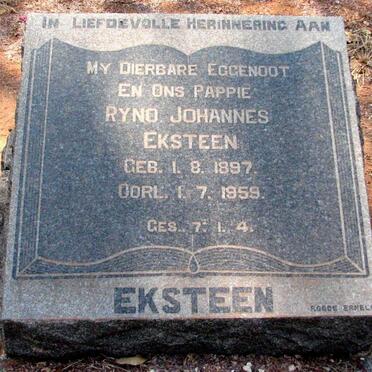 IN LIEFDEVOLLE HERINNERING AAN
MY DIERBARE EGGENOOT
EN ONS PAPPIE
RYNO JOHANNES
EKSTEEN
GEB. 1. 8. 1897.
OORL. 1. 7. 1959.
GES. 7: 1. 4.
EKSTEEN